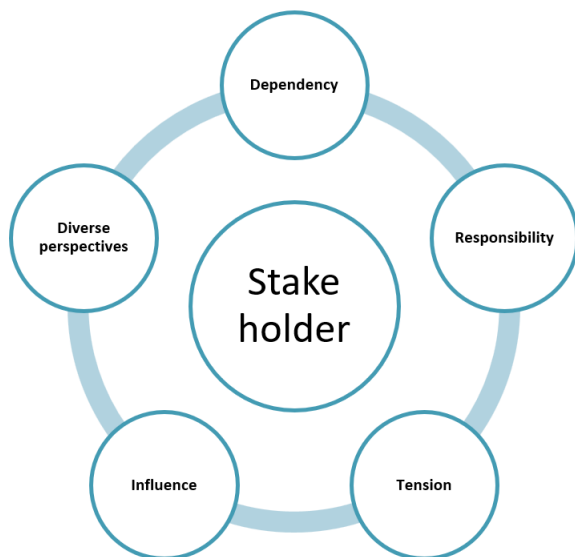 Dependency
Diverse
perspectives
Responsibility
Stake
holder
Influence
Tension